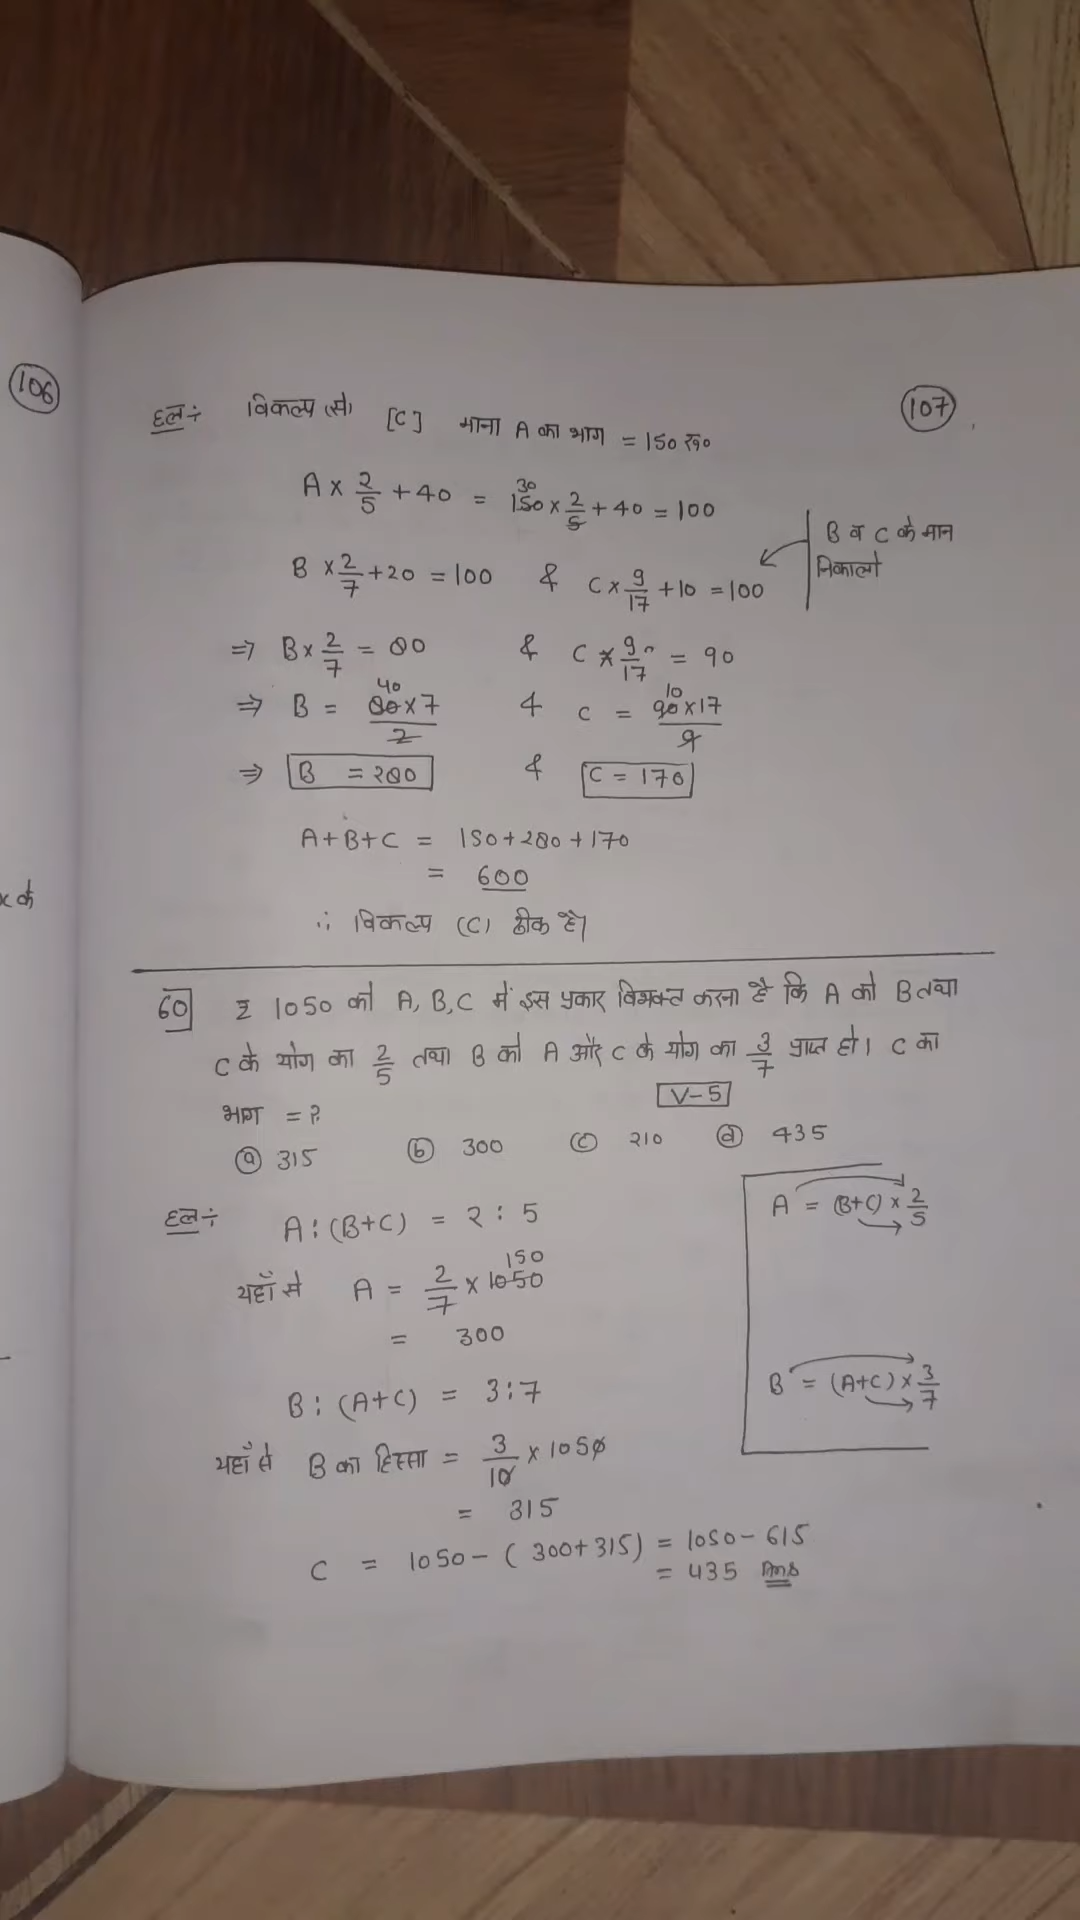 106
107
हल÷ विकल्प (से) [C] माना A का भाग = 150 रु०
A × 2/5 + 40 = 150 × 2/5 + 40 = 100
30
B × 2/7 + 20 = 100 & C × 9/17 + 10 = 100
B व C के मान
निकालो
⇒ B × 2/7 = 80 & C × 9/17 = 90
⇒ B = 80×7/2 & C = 90×17/9
40 10
⇒ B = 280 & C = 170
A+B+C = 150+280+170
= 600
x के
∴ विकल्प (C) ठीक है।
60 ₹ 1050 को A, B, C में इस प्रकार विभक्त करना है कि A को B तथा
C के योग का 2/5 तथा B को A और C के योग का 3/7 प्राप्त हो। C का
भाग = ?
V-5
(a) 315 (b) 300 (c) 210 (d) 435
हल÷ A : (B+C) = 2 : 5
A = (B+C) × 2/5
यहाँ से A = 2/7 × 1050
150
= 300
B : (A+C) = 3:7
B = (A+C) × 3/7
यहाँ से B का हिस्सा = 3/10 × 1050
= 315
C = 1050 - (300+315) = 1050 - 615
= 435 Ans